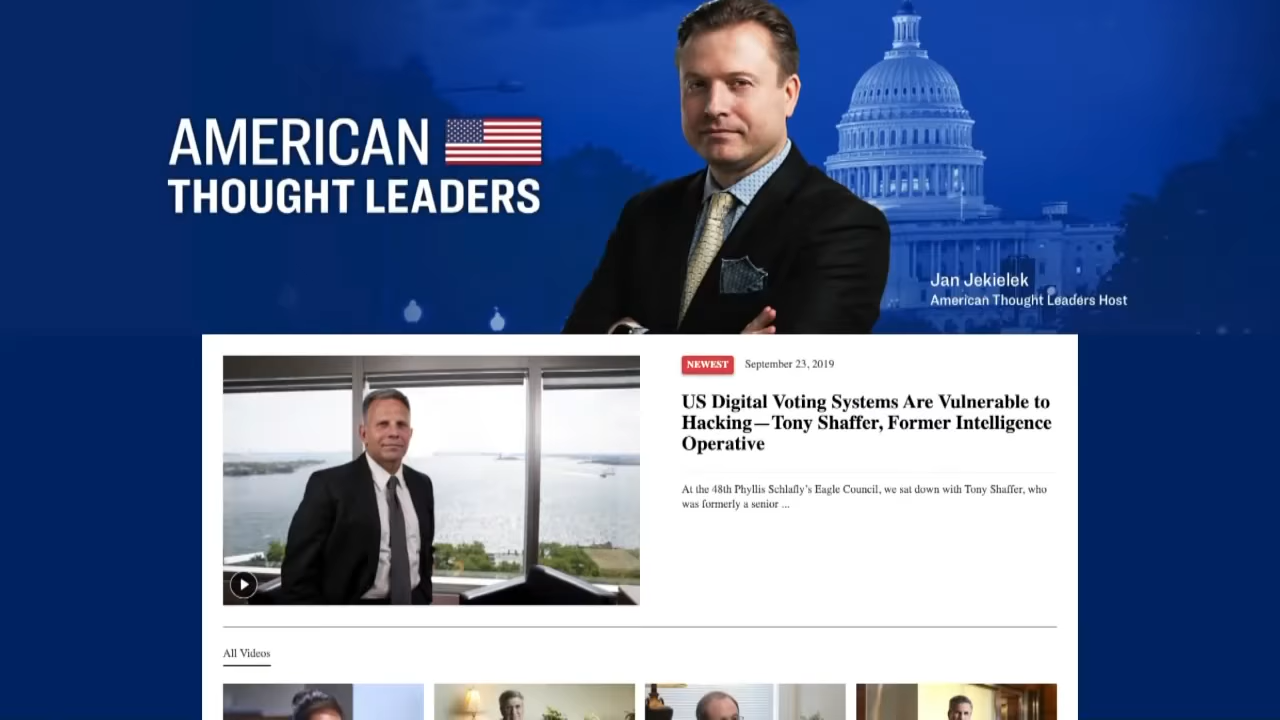 AMERICAN
THOUGHT LEADERS
Jan Jekielek
American Thought Leaders Host
NEWEST September 23, 2019
US Digital Voting Systems Are Vulnerable to
Hacking—Tony Shaffer, Former Intelligence
Operative
At the 48th Phyllis Schlafly's Eagle Council, we sat down with Tony Shaffer, who
was formerly a senior ...
All Videos